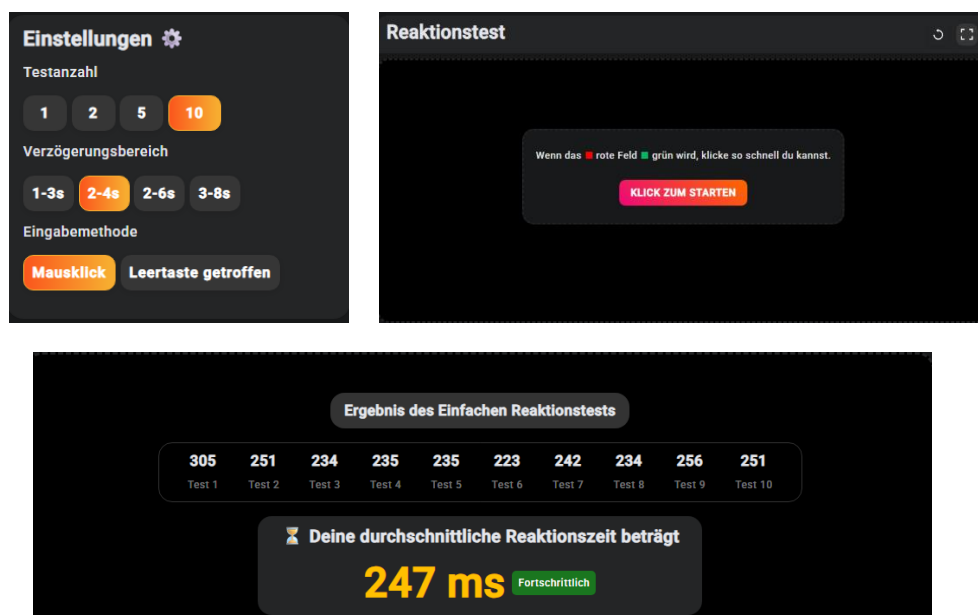 Einstellungen
Testanzahl
1 2 5 10
Verzögerungsbereich
1-3s 2-4s 2-6s 3-8s
Eingabemethode
Mausklick Leertaste getroffen
Reaktionstest
Wenn das rote Feld grün wird, klicke so schnell du kannst.
KLICK ZUM STARTEN
Ergebnis des Einfachen Reaktionstests
305 251 234 235 235 223 242 234 256 251
Test 1 Test 2 Test 3 Test 4 Test 5 Test 6 Test 7 Test 8 Test 9 Test 10
Deine durchschnittliche Reaktionszeit beträgt
247 ms Fortschrittlich